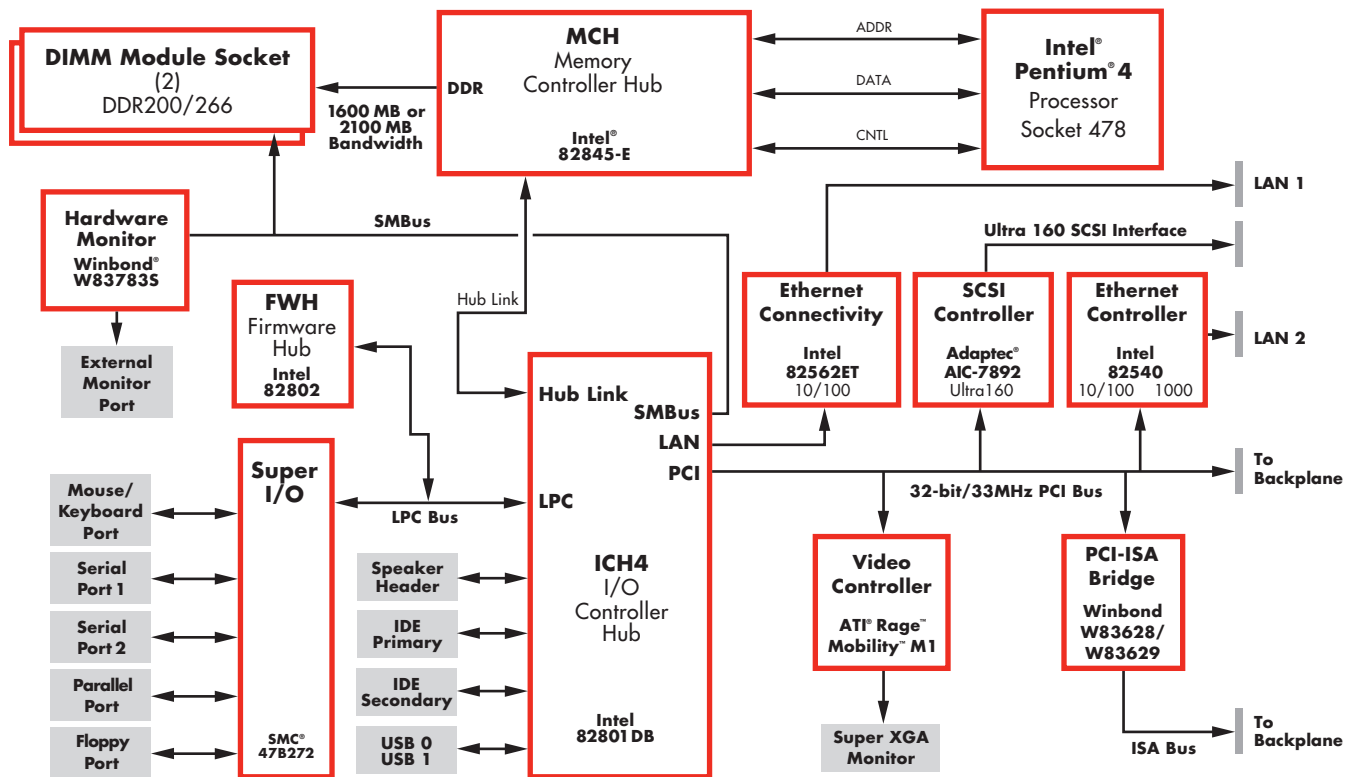 DIMM Module Socket
(2)
DDR200/266
DDR
1600 MB or
2100 MB
Bandwidth
MCH
Memory
Controller Hub
Intel®
82845-E
ADDR
DATA
CNTL
Intel®
Pentium® 4
Processor
Socket 478
LAN 1
Hardware
Monitor
Winbond®
W83783S
SMBus
Ultra 160 SCSI Interface
External
Monitor
Port
FWH
Firmware
Hub
Intel
82802
Hub Link
Ethernet
Connectivity
Intel
82562ET
10/100
SCSI
Controller
Adaptec®
AIC-7892
Ultra160
Ethernet
Controller
Intel
82540
10/100 1000
LAN 2
Hub Link
SMBus
LAN
PCI
LPC
ICH4
I/O
Controller
Hub
Intel
82801DB
32-bit/33MHz PCI Bus
To
Backplane
Super
I/O
SMC®
47B272
LPC Bus
Mouse/
Keyboard
Port
Serial
Port 1
Serial
Port 2
Parallel
Port
Floppy
Port
Speaker
Header
IDE
Primary
IDE
Secondary
USB 0
USB 1
Video
Controller
ATI® Rage™
Mobility™ M1
Super XGA
Monitor
PCI-ISA
Bridge
Winbond
W83628/
W83629
ISA Bus
To
Backplane